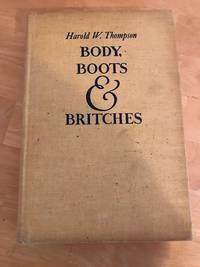 Harold W. Thompson
BODY,
BOOTS
&
BRITCHES